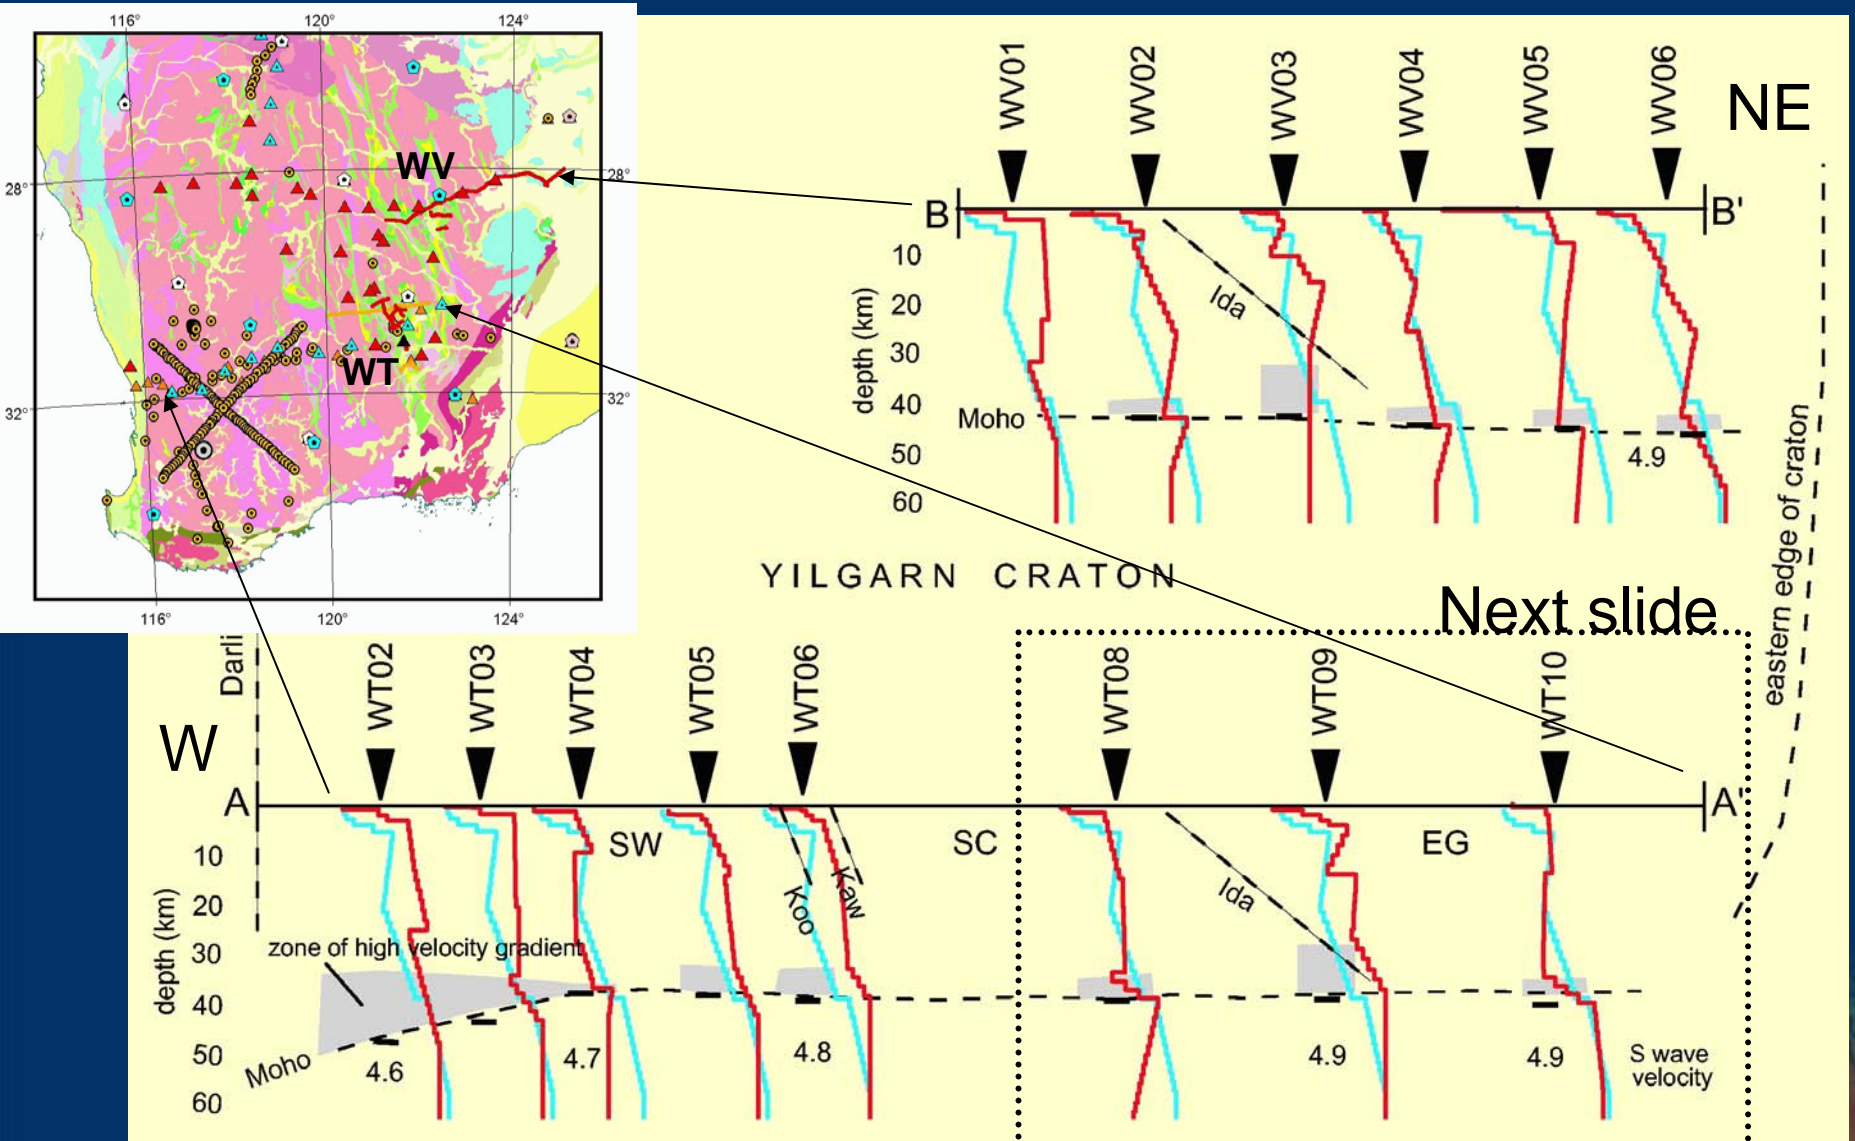 116°
120°
124°
28°
28°
32°
32°
WV
WT
116°
120°
124°
WV01
WV02
WV03
WV04
WV05
WV06
NE
B
B'
10
20
30
40
50
60
depth (km)
Ida
Moho
4.9
eastern edge of craton
YILGARN CRATON
Next slide
Darli
W
WT02
WT03
WT04
WT05
WT06
WT08
WT09
WT10
A
A'
SW
SC
EG
10
20
30
40
50
60
depth (km)
Koo
Kaw
Ida
zone of high velocity gradient
Moho
4.6
4.7
4.8
4.9
4.9
S wave
velocity